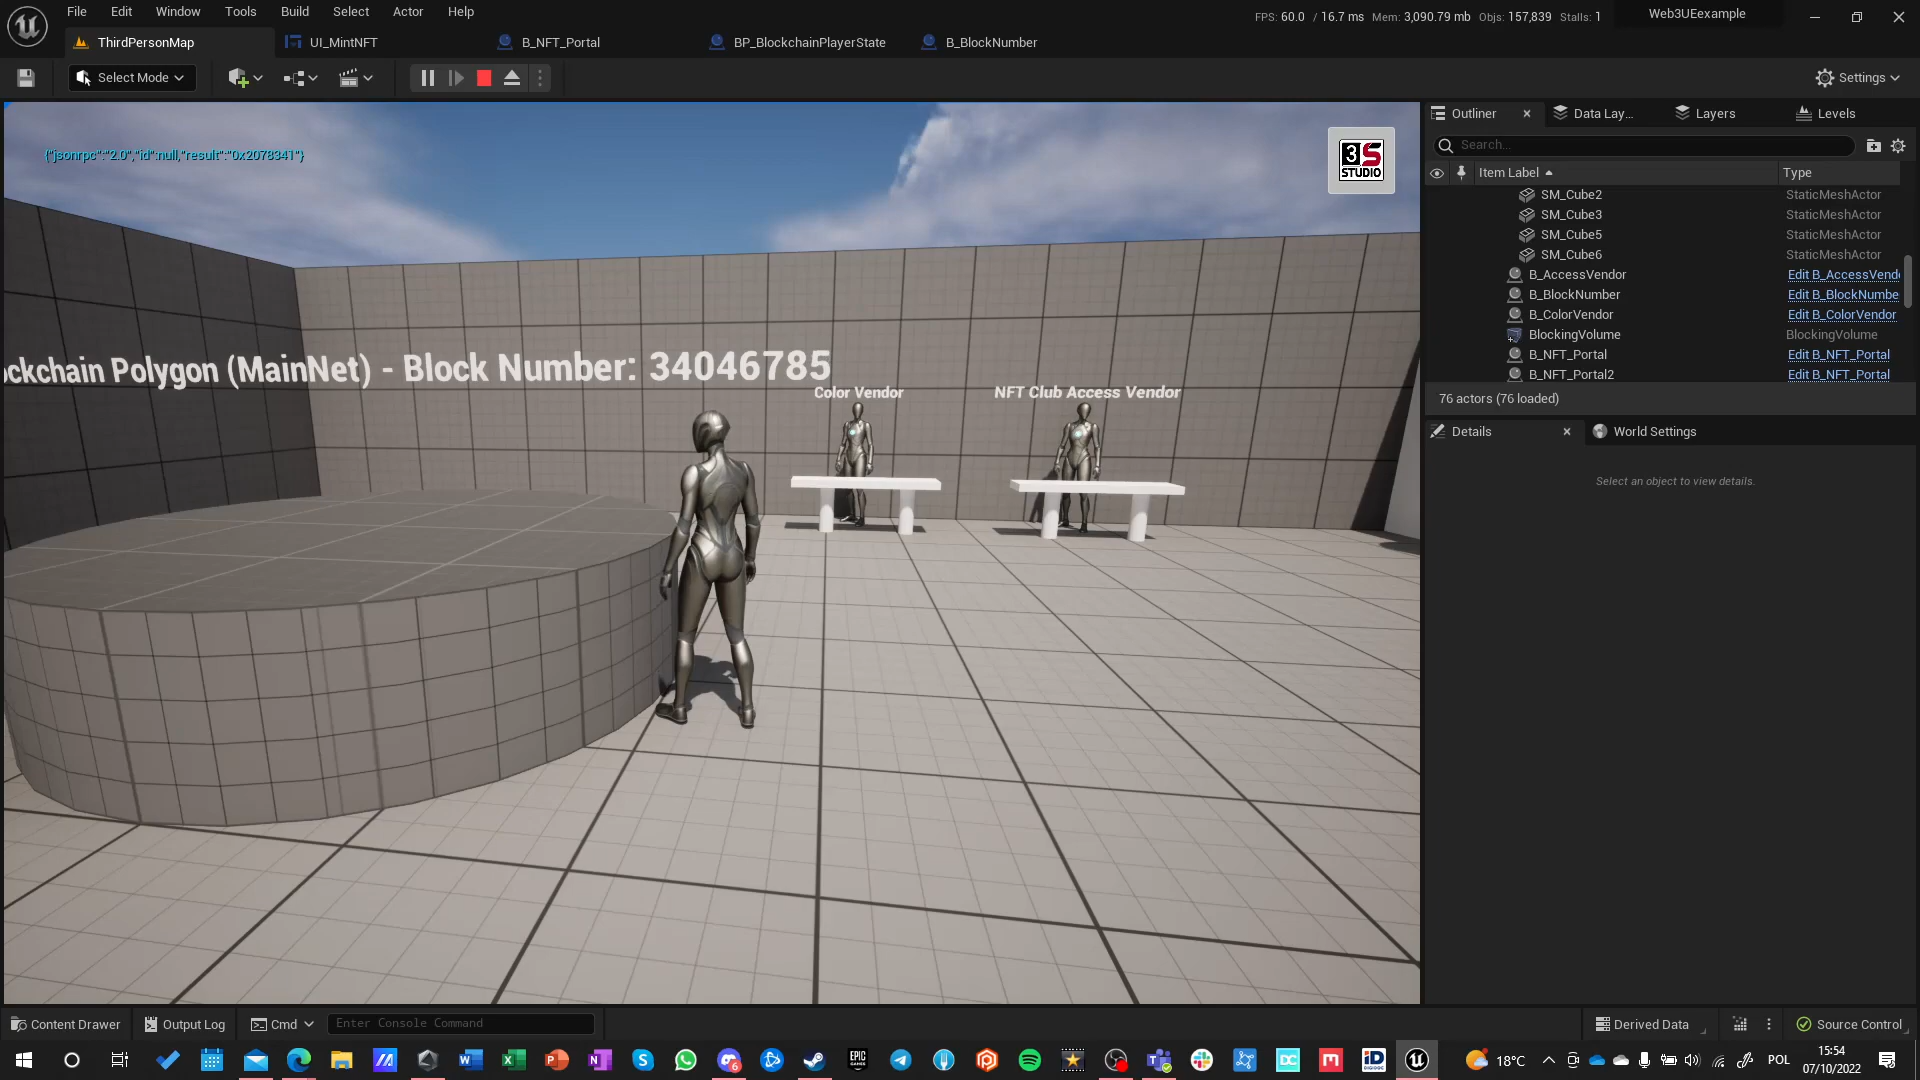 File Edit Window Tools Build Select Actor Help
FPS: 60.0 / 16.7 ms Mem: 3,090.79 mb Objs: 157,839 Stalls: 1
Web3UEexample
ThirdPersonMap
UI_MintNFT
B_NFT_Portal
BP_BlockchainPlayerState
B_BlockNumber
Select Mode
Settings
{"jsonrpc":"2.0","id":null,"result":"0x2078341"}
3S
STUDIO
ockchain Polygon (MainNet) - Block Number: 34046785
Color Vendor
NFT Club Access Vendor
Outliner
Data Lay...
Layers
Levels
Search...
Item Label
Type
SM_Cube2 StaticMeshActor
SM_Cube3 StaticMeshActor
SM_Cube5 StaticMeshActor
SM_Cube6 StaticMeshActor
B_AccessVendor Edit B_AccessVend
B_BlockNumber Edit B_BlockNumbe
B_ColorVendor Edit B_ColorVendor
BlockingVolume BlockingVolume
B_NFT_Portal Edit B_NFT_Portal
B_NFT_Portal2 Edit B_NFT_Portal
76 actors (76 loaded)
Details
World Settings
Select an object to view details.
Content Drawer
Output Log
Cmd
Enter Console Command
Derived Data
Source Control
18°C
POL
15:54
07/10/2022